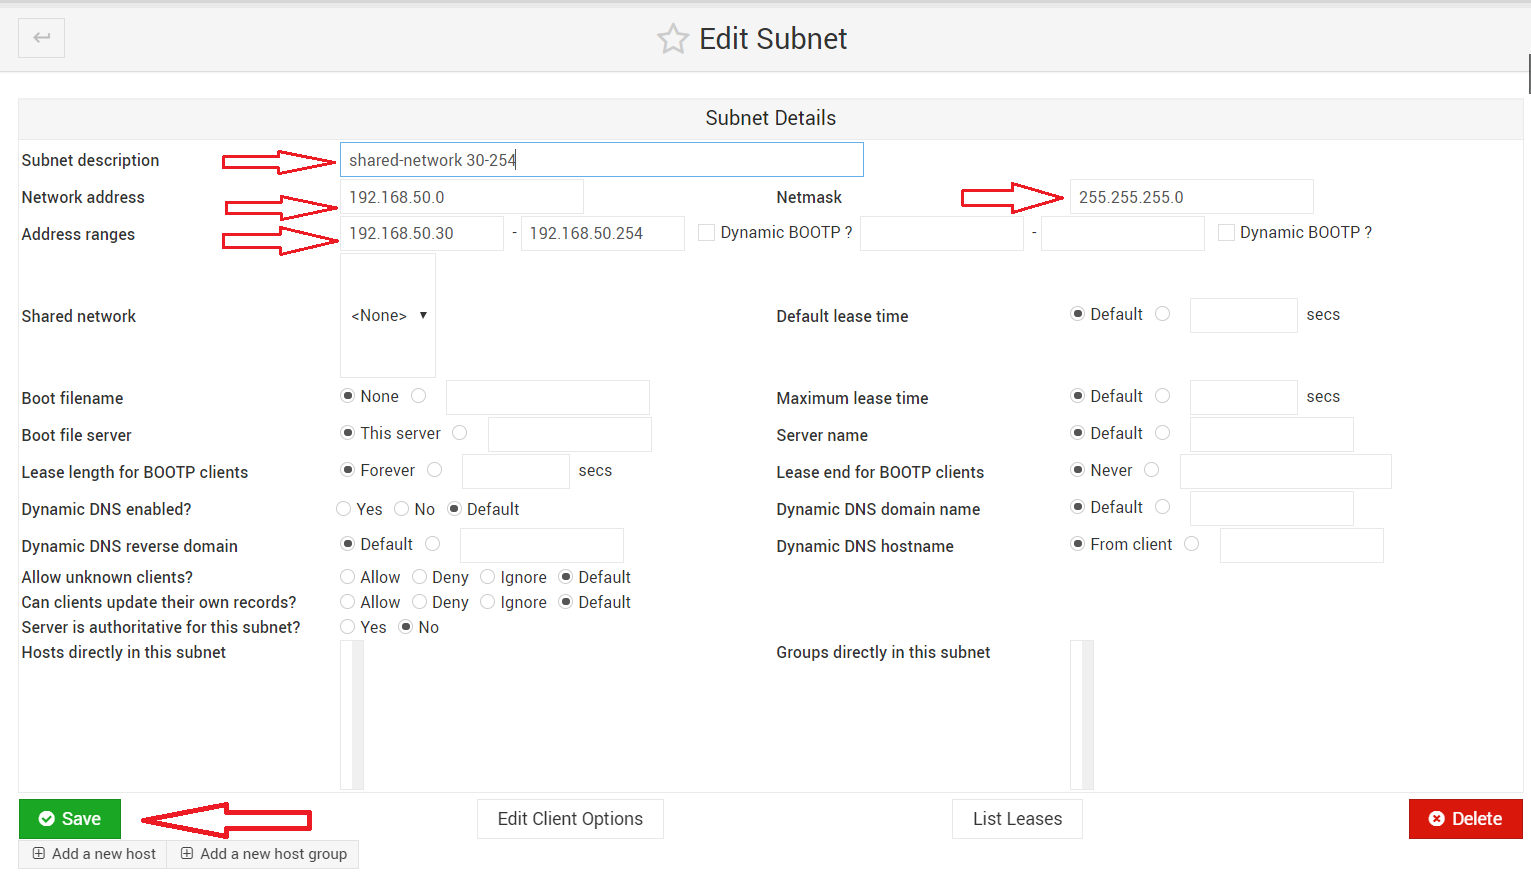 Edit Subnet
Subnet Details
Subnet description shared-network 30-254
Network address 192.168.50.0 Netmask 255.255.255.0
Address ranges 192.168.50.30 - 192.168.50.254 Dynamic BOOTP ? - Dynamic BOOTP ?
Shared network <None> Default lease time Default secs
Boot filename None Maximum lease time Default secs
Boot file server This server Server name Default
Lease length for BOOTP clients Forever secs Lease end for BOOTP clients Never
Dynamic DNS enabled? Yes No Default Dynamic DNS domain name Default
Dynamic DNS reverse domain Default Dynamic DNS hostname From client
Allow unknown clients? Allow Deny Ignore Default
Can clients update their own records? Allow Deny Ignore Default
Server is authoritative for this subnet? Yes No
Hosts directly in this subnet Groups directly in this subnet
Save Edit Client Options List Leases Delete
Add a new host Add a new host group